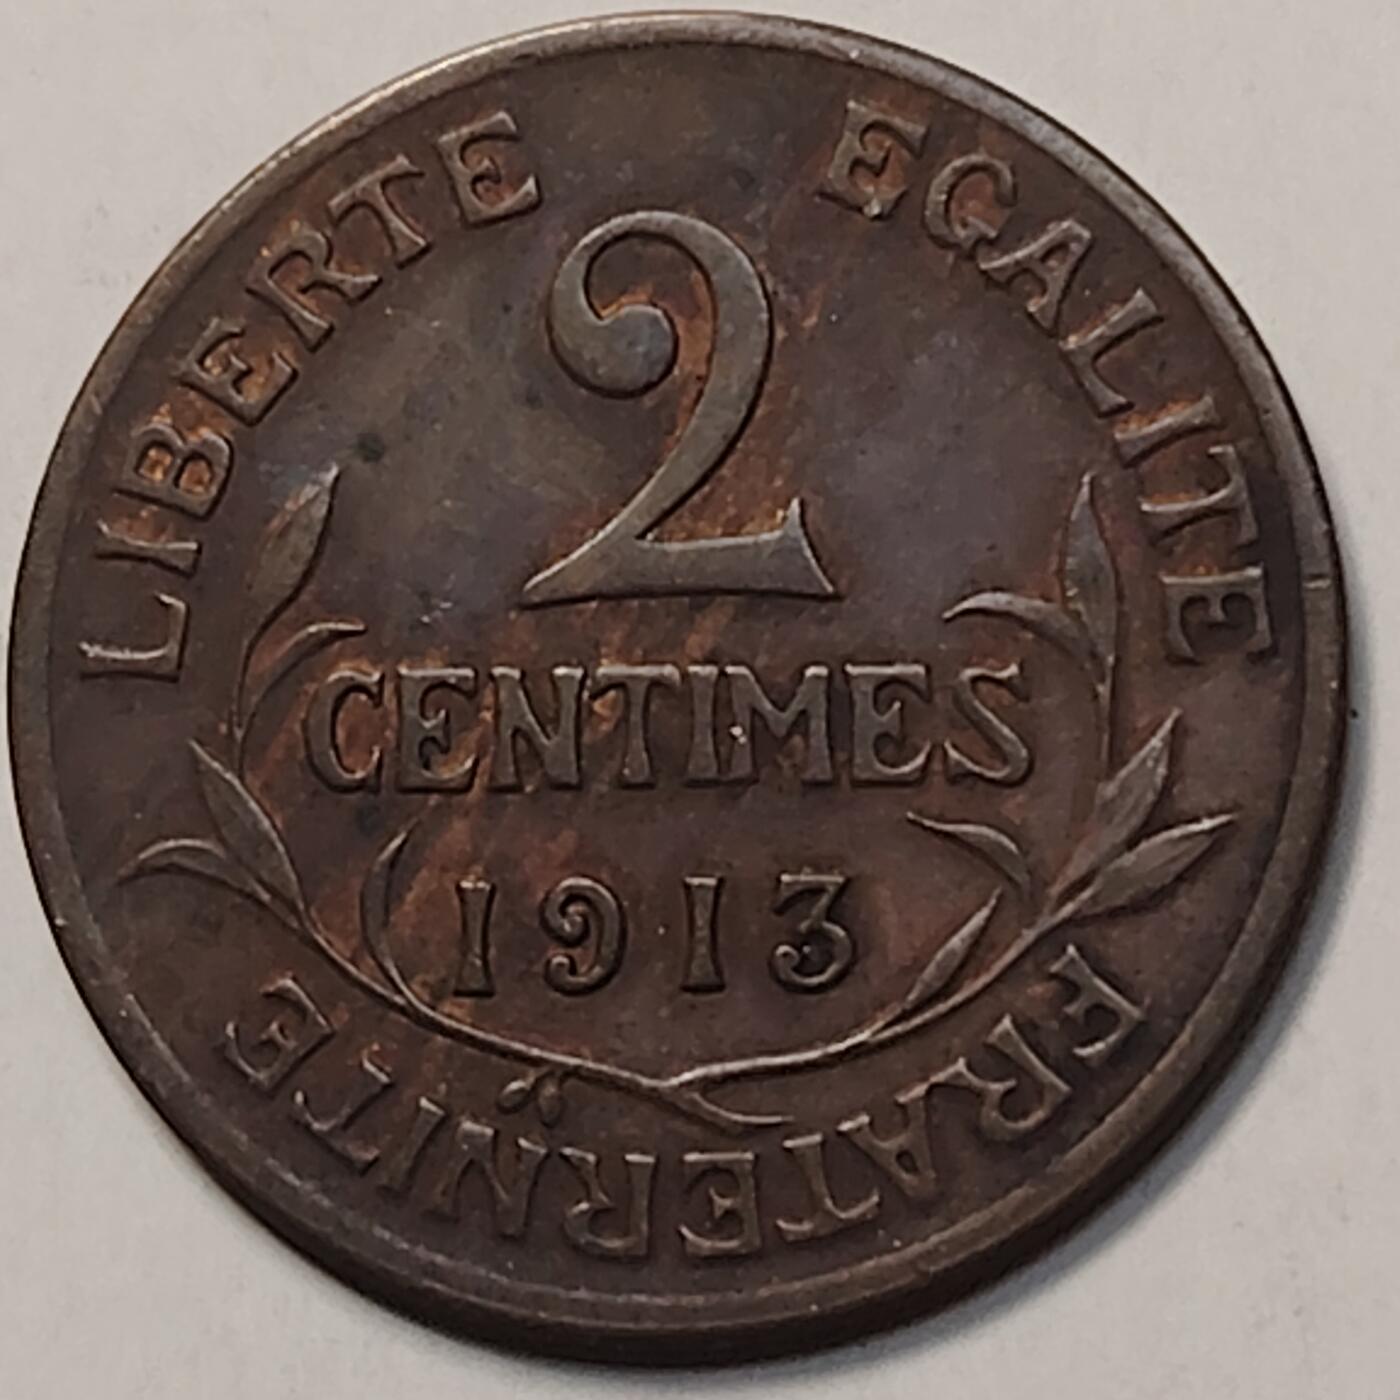 LIBERTE EGALITE
2
CENTIMES
1913
FRATERNITE